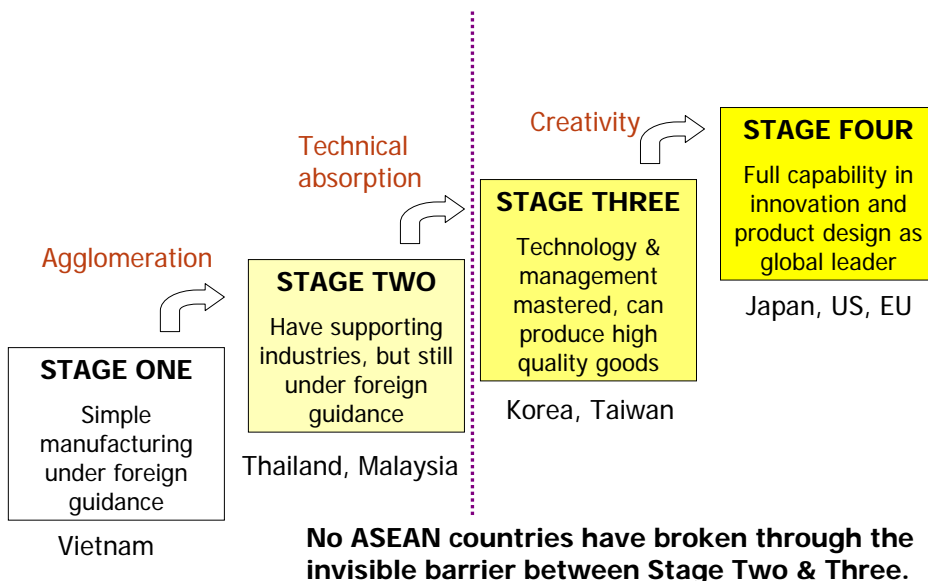 Agglomeration
STAGE ONE
Simple
manufacturing
under foreign
guidance
Vietnam
Technical
absorption
STAGE TWO
Have supporting
industries, but still
under foreign
guidance
Thailand, Malaysia
Creativity
STAGE THREE
Technology &
management
mastered, can
produce high
quality goods
Korea, Taiwan
STAGE FOUR
Full capability in
innovation and
product design as
global leader
Japan, US, EU
No ASEAN countries have broken through the
invisible barrier between Stage Two & Three.